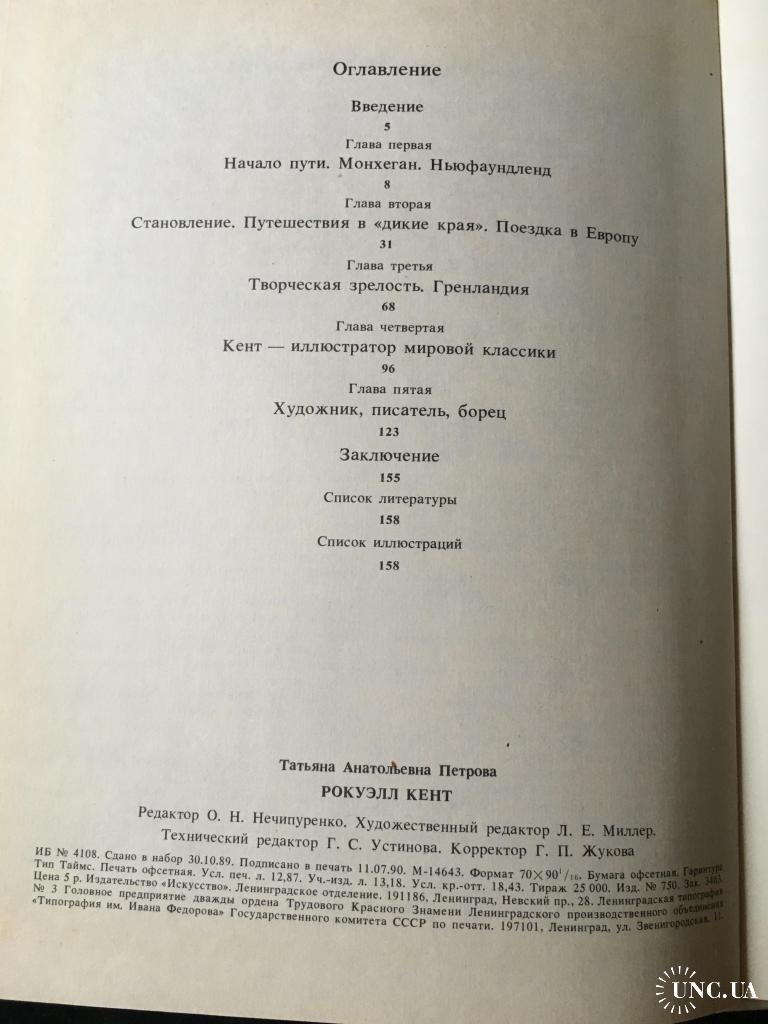 Оглавление
Введение
5
Глава первая
Начало пути. Монхеган. Ньюфаундленд
8
Глава вторая
Становление. Путешествия в «дикие края». Поездка в Европу
31
Глава третья
Творческая зрелость. Гренландия
68
Глава четвертая
Кент — иллюстратор мировой классики
96
Глава пятая
Художник, писатель, борец
123
Заключение
155
Список литературы
158
Список иллюстраций
158
Татьяна Анатольевна Петрова
РОКУЭЛЛ КЕНТ
Редактор О. Н. Нечипуренко. Художественный редактор Л. Е. Миллер.
Технический редактор Г. С. Устинова. Корректор Г. П. Жукова
ИБ № 4108. Сдано в набор 30.10.89. Подписано в печать 11.07.90. М-14643. Формат 70×90¹/₁₆. Бумага офсетная. Гарнитура
Тип Таймс. Печать офсетная. Усл. печ. л. 12,87. Уч.-изд. л. 13,18. Усл. кр.-отт. 18,43. Тираж 25 000. Изд. № 750. Зак. 3463.
Цена 5 р. Издательство «Искусство». Ленинградское отделение. 191186, Ленинград, Невский пр., 28. Ленинградская типография
№ 3 Головное предприятие дважды ордена Трудового Красного Знамени Ленинградского производственного объединения
«Типография им. Ивана Федорова» Государственного комитета СССР по печати. 197101, Ленинград, ул. Звенигородская, 11.
UNC.UA